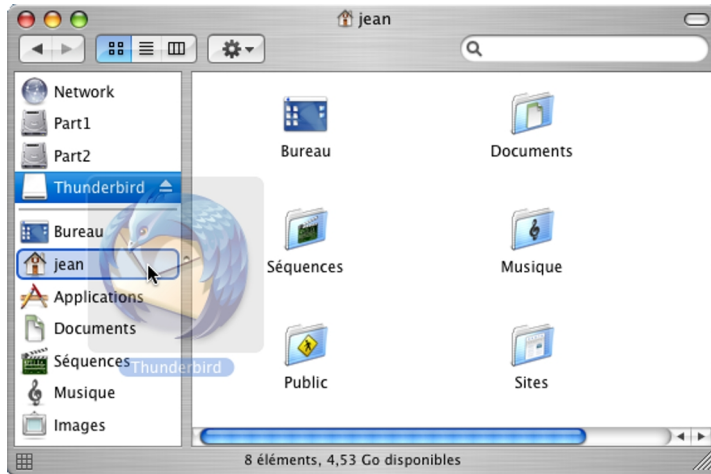 jean
Network
Part1
Part2
Thunderbird
Bureau
jean
Applications
Documents
Séquences
Musique
Images
Thunderbird
Bureau
Documents
Séquences
Musique
Public
Sites
8 éléments, 4,53 Go disponibles